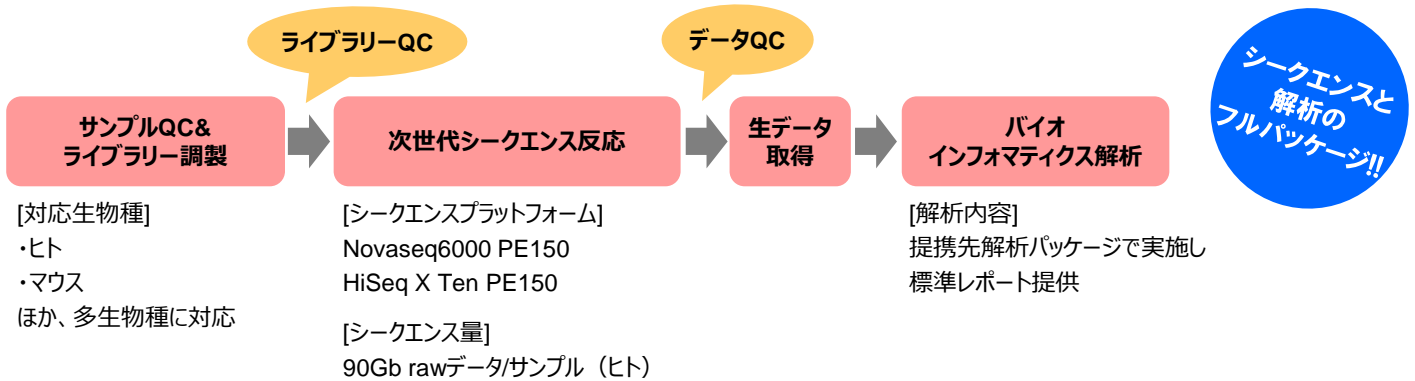 ライブラリーQC
データQC
シークエンスと
解析の
フルパッケージ!!
サンプルQC&
ライブラリー調製
次世代シークエンス反応
生データ
取得
バイオ
インフォマティクス解析
[対応生物種]
・ヒト
・マウス
ほか、多生物種に対応
[シークエンスプラットフォーム]
Novaseq6000 PE150
HiSeq X Ten PE150
[シークエンス量]
90Gb rawデータ/サンプル（ヒト）
[解析内容]
提携先解析パッケージで実施し
標準レポート提供